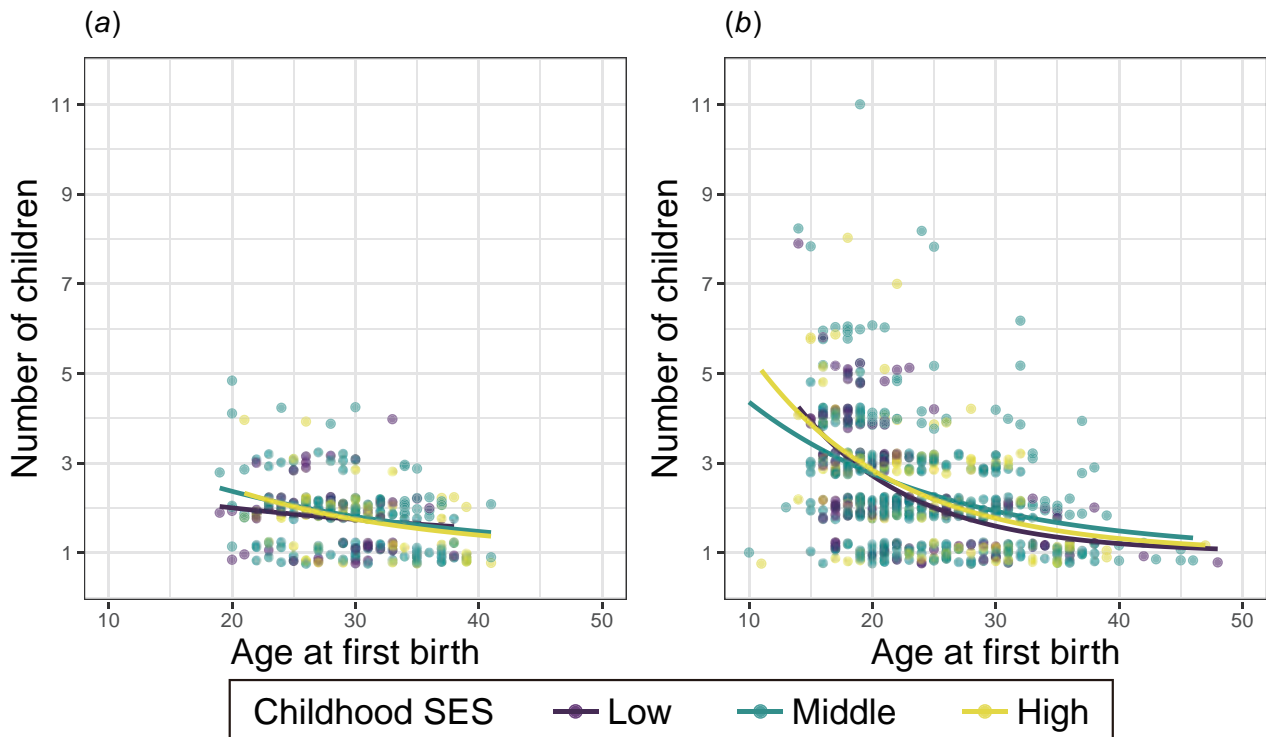 (a)
(b)
Number of children
11
9
7
5
3
1
10 20 30 40 50
Age at first birth
Number of children
11
9
7
5
3
1
10 20 30 40 50
Age at first birth
Childhood SES Low Middle High